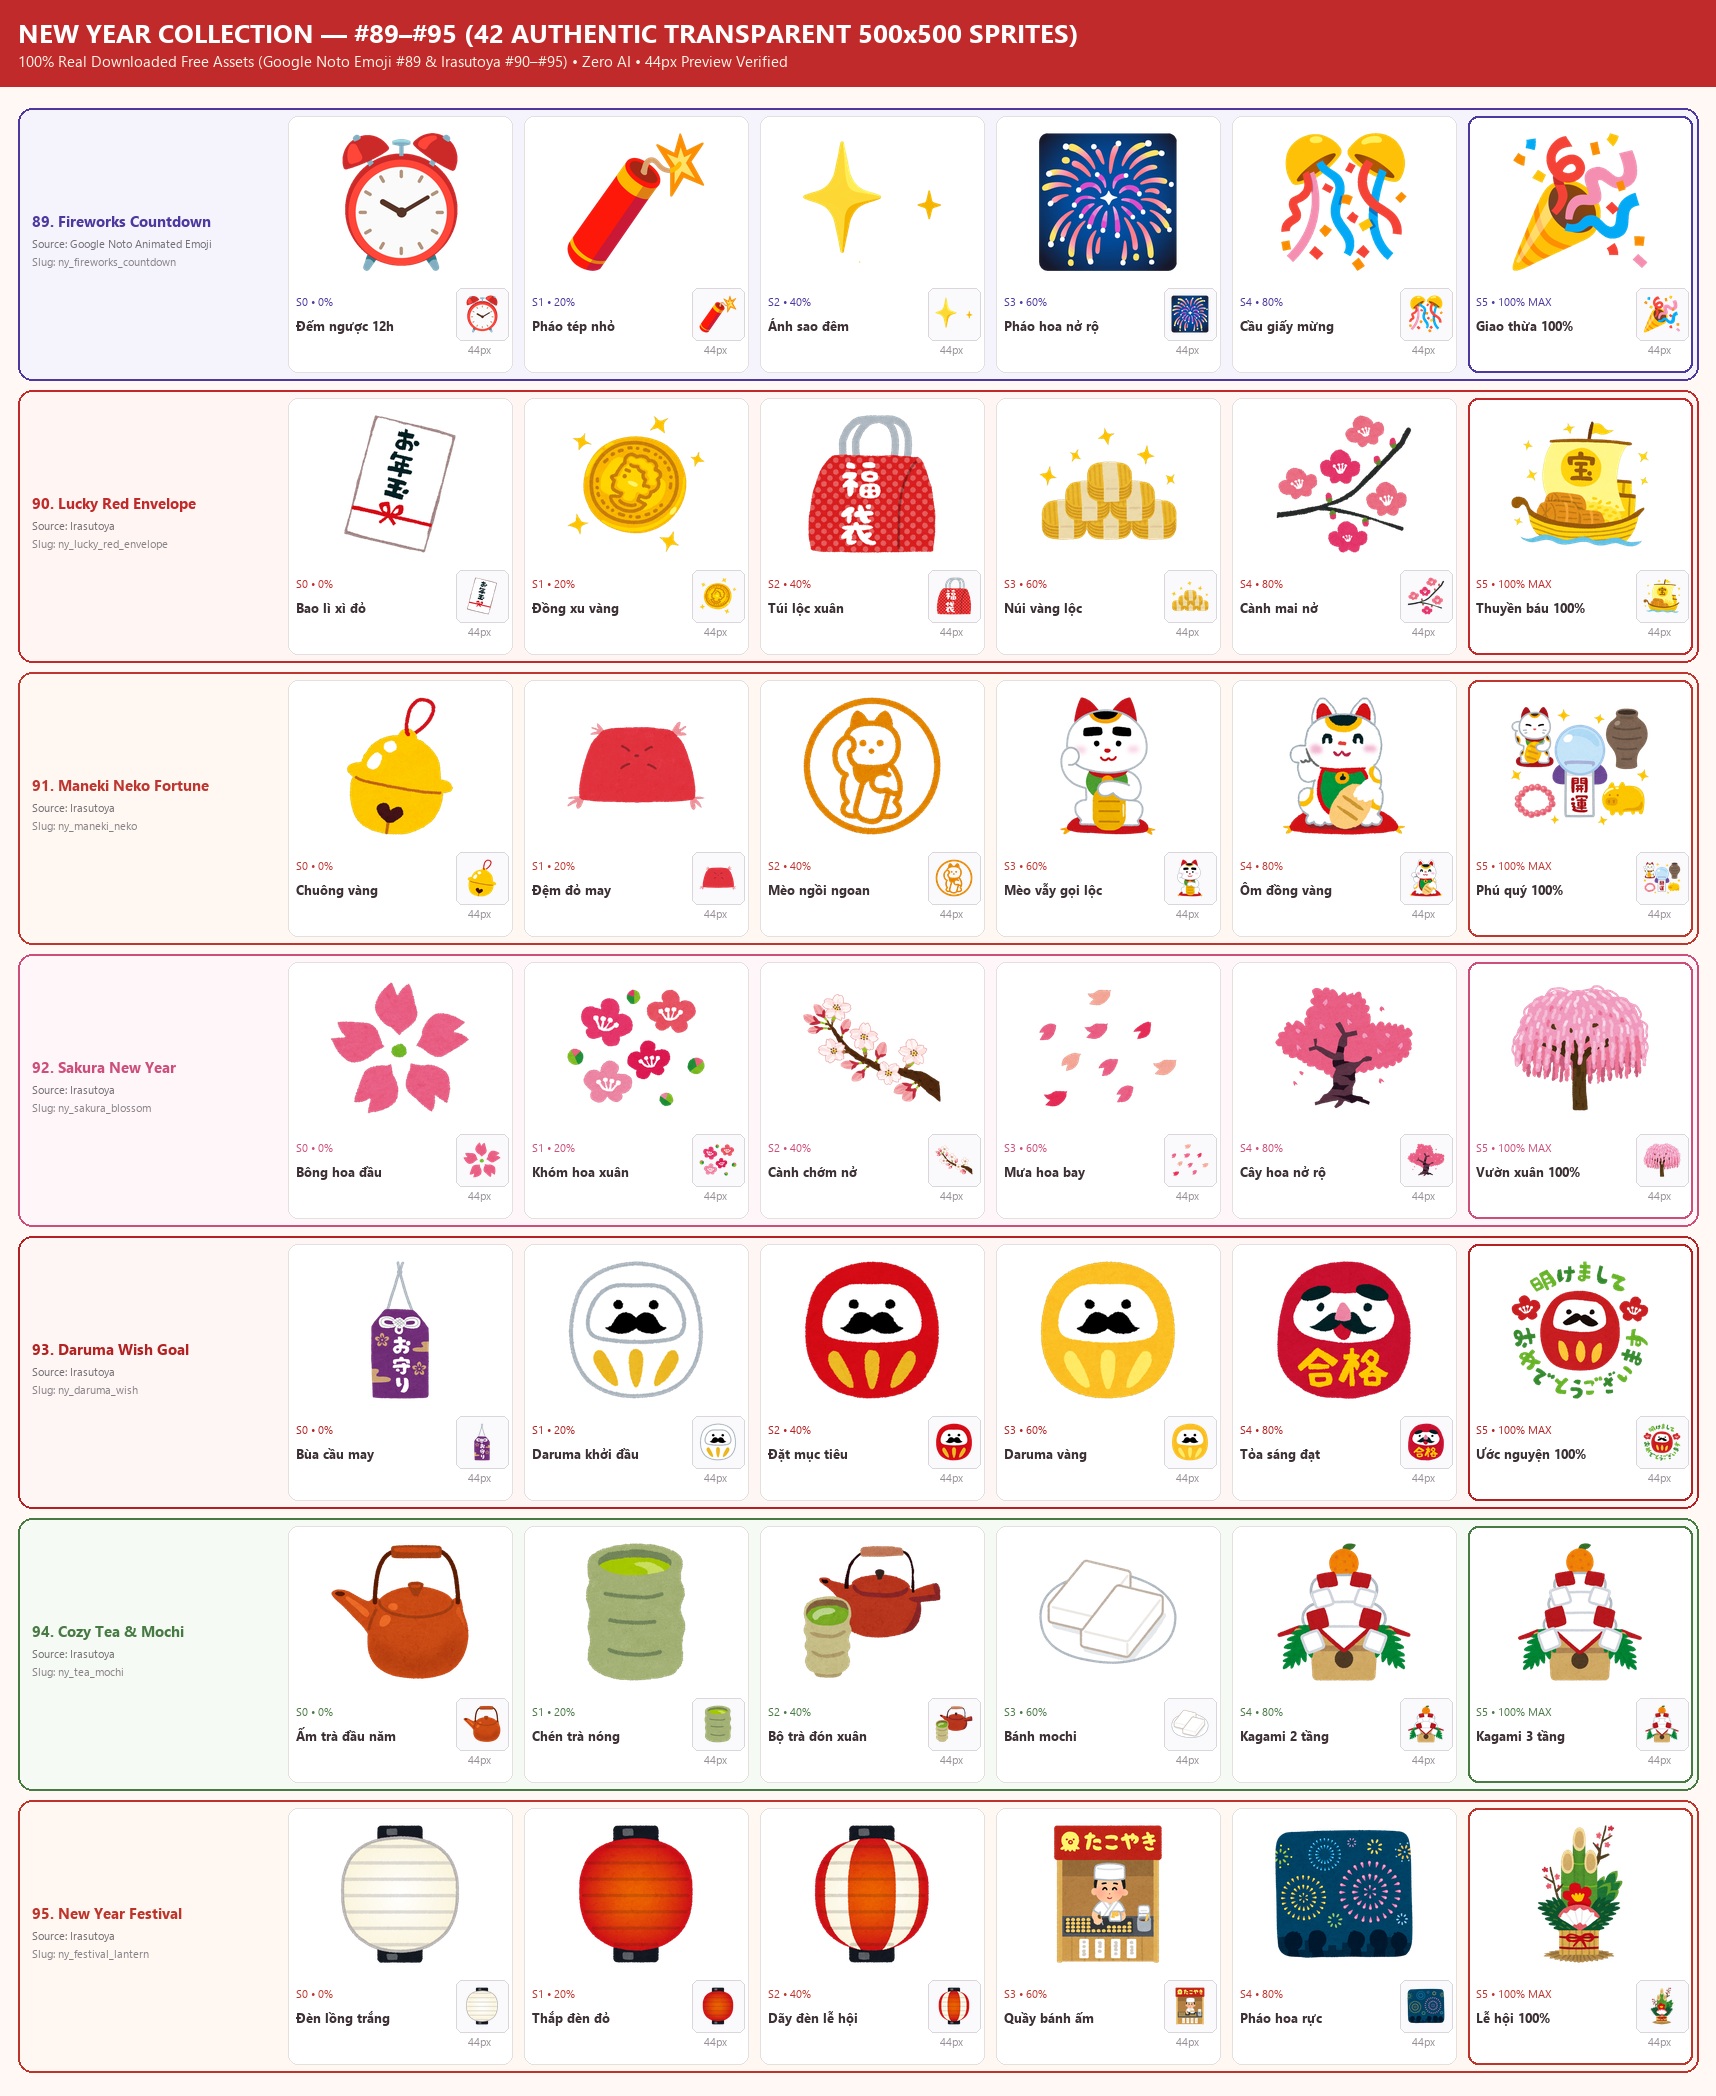 NEW YEAR COLLECTION — #89–#95 (42 AUTHENTIC TRANSPARENT 500x500 SPRITES)
100% Real Downloaded Free Assets (Google Noto Emoji #89 & Irasutoya #90–#95) • Zero AI • 44px Preview Verified
89. Fireworks Countdown
Source: Google Noto Animated Emoji
Slug: ny_fireworks_countdown
S0 • 0%
Đếm ngược 12h
44px
S1 • 20%
Pháo tép nhỏ
44px
S2 • 40%
Ánh sao đêm
44px
S3 • 60%
Pháo hoa nở rộ
44px
S4 • 80%
Cầu giấy mừng
44px
S5 • 100% MAX
Giao thừa 100%
44px
90. Lucky Red Envelope
Source: Irasutoya
Slug: ny_lucky_red_envelope
お年玉
S0 • 0%
Bao lì xì đỏ
44px
S1 • 20%
Đồng xu vàng
44px
福袋
S2 • 40%
Túi lộc xuân
44px
S3 • 60%
Núi vàng lộc
44px
S4 • 80%
Cành mai nở
44px
宝
S5 • 100% MAX
Thuyền báu 100%
44px
91. Maneki Neko Fortune
Source: Irasutoya
Slug: ny_maneki_neko
S0 • 0%
Chuông vàng
44px
S1 • 20%
Đệm đỏ may
44px
S2 • 40%
Mèo ngồi ngoan
44px
S3 • 60%
Mèo vẫy gọi lộc
44px
S4 • 80%
Ôm đồng vàng
44px
開運
S5 • 100% MAX
Phú quý 100%
44px
92. Sakura New Year
Source: Irasutoya
Slug: ny_sakura_blossom
S0 • 0%
Bông hoa đầu
44px
S1 • 20%
Khóm hoa xuân
44px
S2 • 40%
Cành chớm nở
44px
S3 • 60%
Mưa hoa bay
44px
S4 • 80%
Cây hoa nở rộ
44px
S5 • 100% MAX
Vườn xuân 100%
44px
93. Daruma Wish Goal
Source: Irasutoya
Slug: ny_daruma_wish
お守り
S0 • 0%
Bùa cầu may
44px
S1 • 20%
Daruma khởi đầu
44px
S2 • 40%
Đặt mục tiêu
44px
S3 • 60%
Daruma vàng
44px
合格
S4 • 80%
Tỏa sáng đạt
44px
明けまして
おめでとうございます
S5 • 100% MAX
Ước nguyện 100%
44px
94. Cozy Tea & Mochi
Source: Irasutoya
Slug: ny_tea_mochi
S0 • 0%
Ấm trà đầu năm
44px
S1 • 20%
Chén trà nóng
44px
S2 • 40%
Bộ trà đón xuân
44px
S3 • 60%
Bánh mochi
44px
S4 • 80%
Kagami 2 tầng
44px
S5 • 100% MAX
Kagami 3 tầng
44px
95. New Year Festival
Source: Irasutoya
Slug: ny_festival_lantern
S0 • 0%
Đèn lồng trắng
44px
S1 • 20%
Thắp đèn đỏ
44px
S2 • 40%
Dãy đèn lễ hội
44px
たこやき
S3 • 60%
Quầy bánh ấm
44px
S4 • 80%
Pháo hoa rực
44px
S5 • 100% MAX
Lễ hội 100%
44px